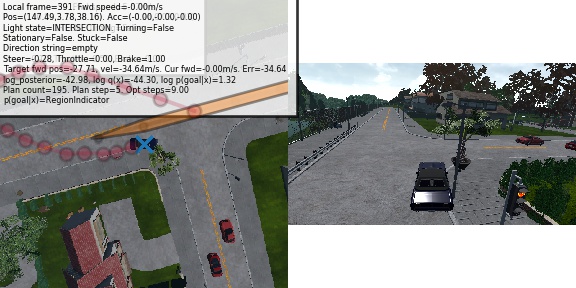 Local frame=391. Fwd.speed=-0.00m/s
Pos=(147.49,3.78,38.16). Acc=(-0.00,-0.00,-0.00)
Light state=INTERSECTION. Turning=False
Stationary=False. Stuck=False
Direction string=empty
Steer=-0.28, Throttle=0.00, Brake=1.00
Target fwd pos=-27.71, vel=-34.64m/s. Cur fwd=-0.00m/s. Err=-34.64
log_posterior=-42.98, log q(x)=-44.30, log p(goal|x)=1.32
Plan count=195. Plan step=5. Opt steps=9.00
p(goal|x)=RegionIndicator